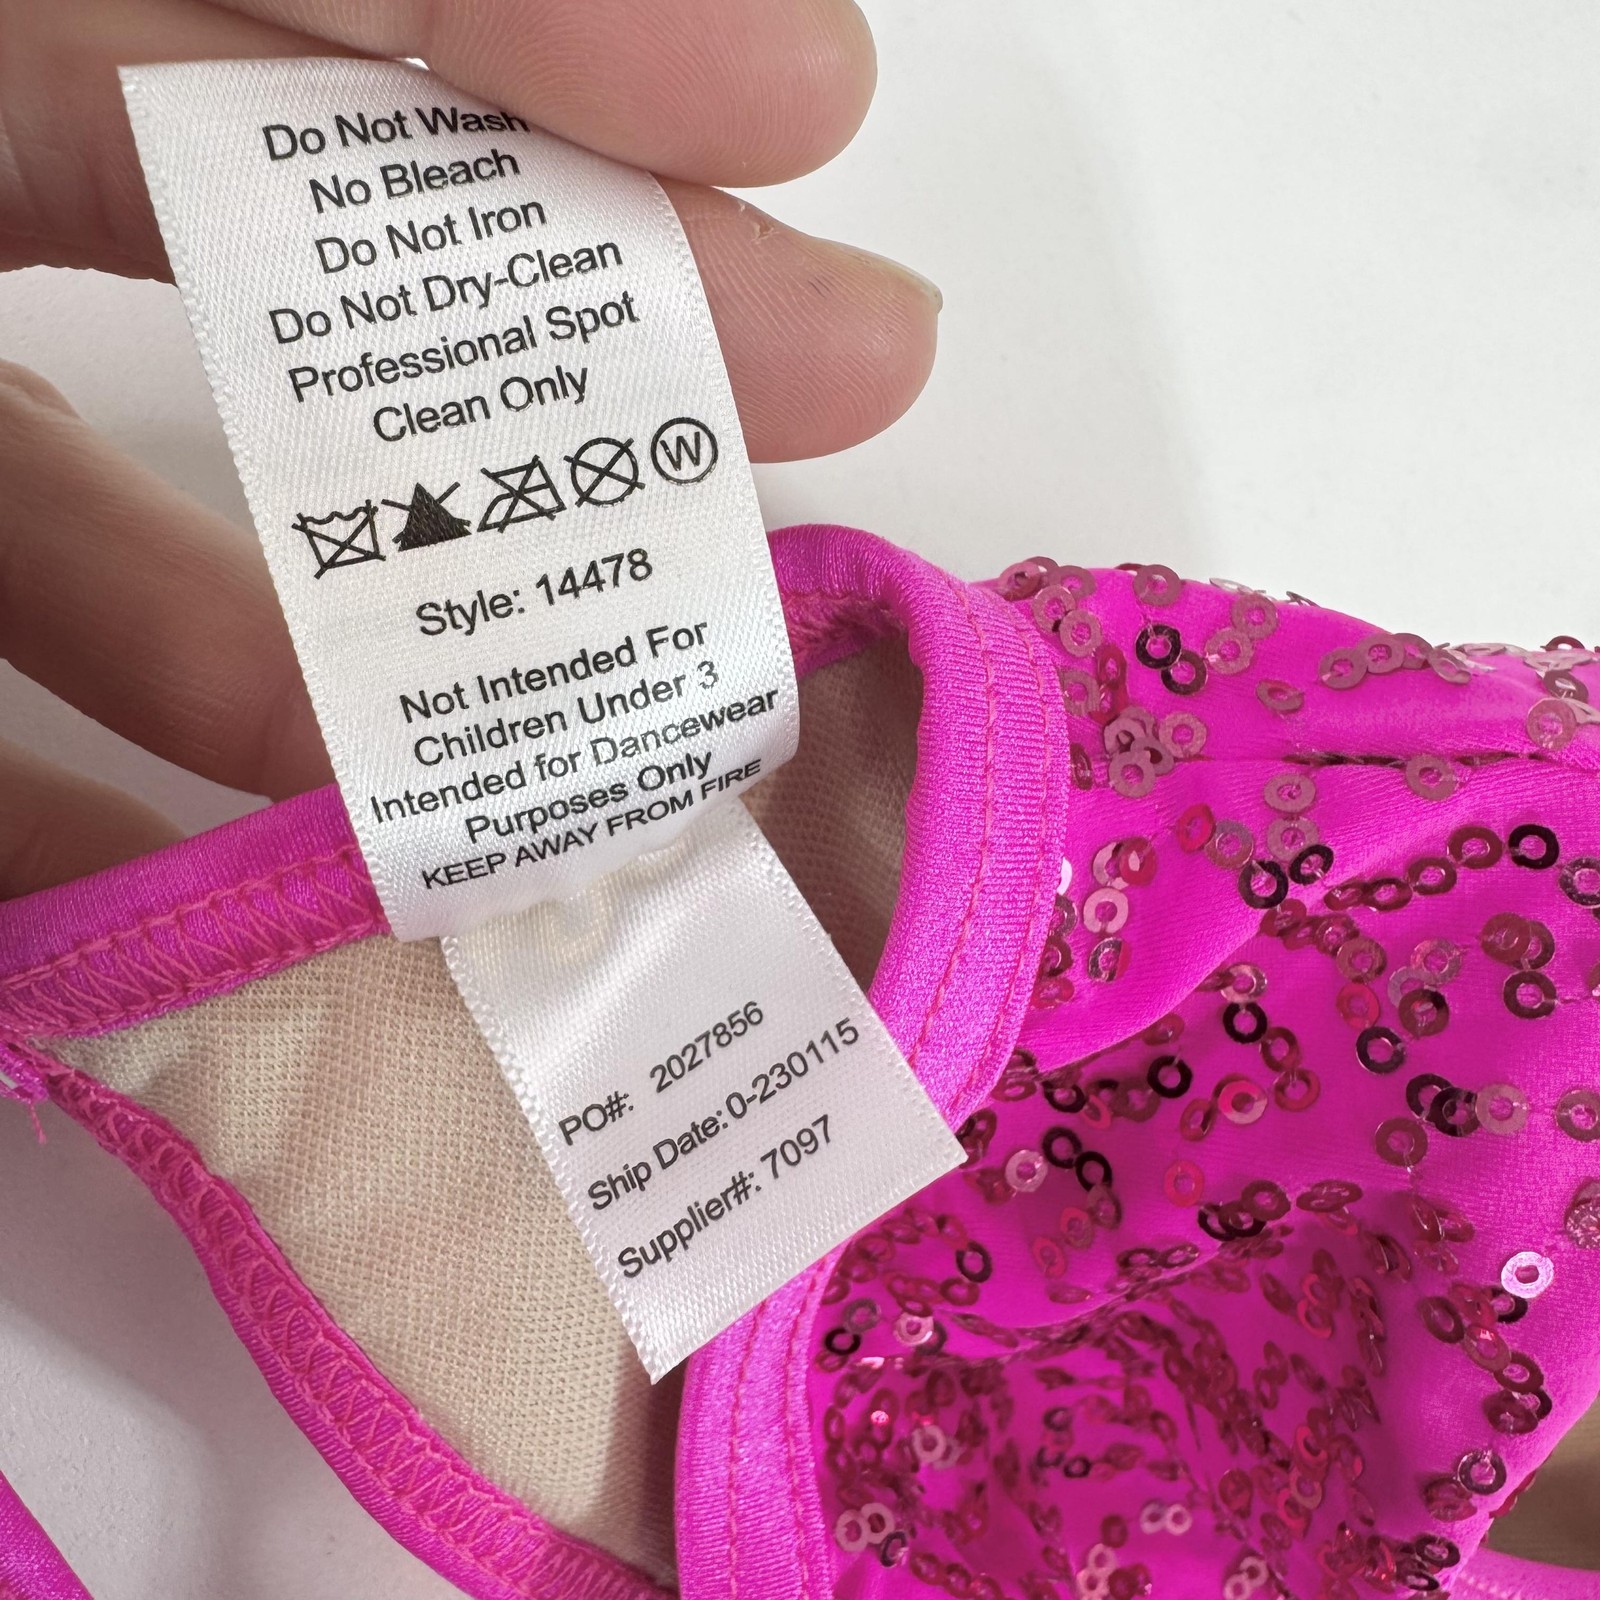 Do Not Wash
No Bleach
Do Not Iron
Do Not Dry-Clean
Professional Spot
Clean Only
W
Style: 14478
Not Intended For
Children Under 3
Intended for Dancewear
Purposes Only
KEEP AWAY FROM FIRE
PO#: 2027856
Ship Date: 0-230115
Supplier#: 7097